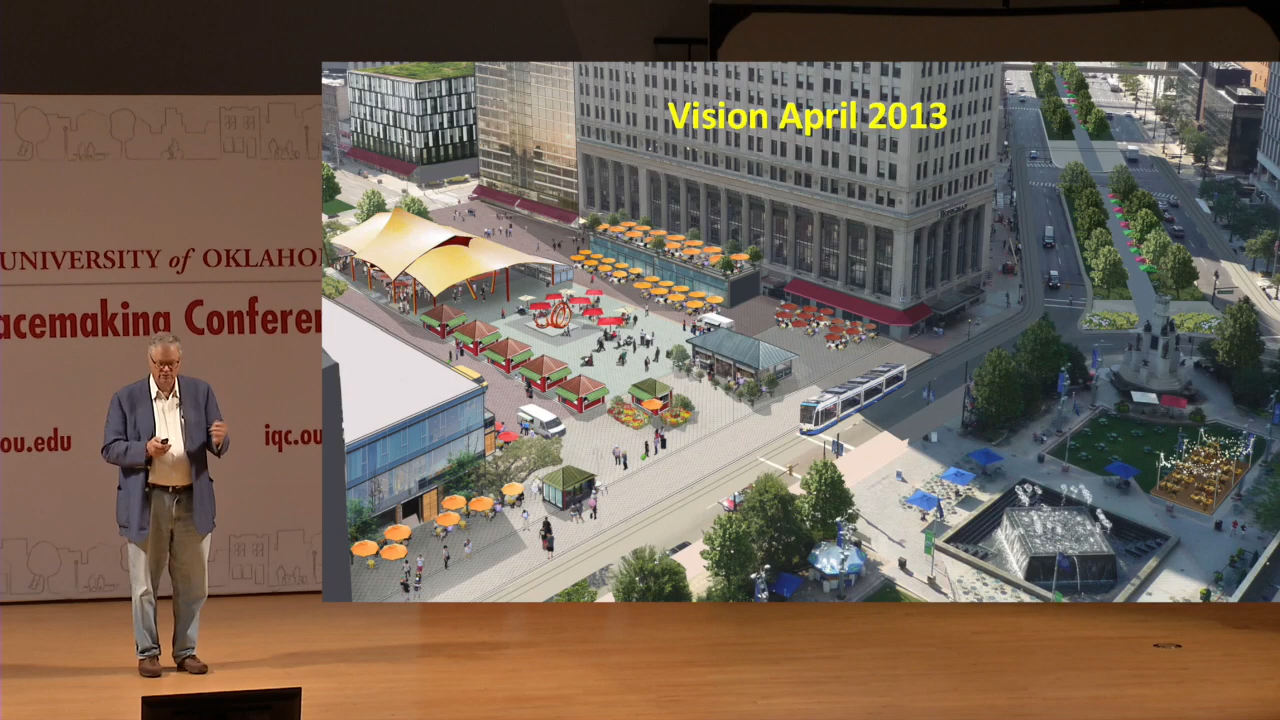 Vision April 2013
UNIVERSITY of OKLAHO
acemaking Conferen
ou.edu
iqc.ou